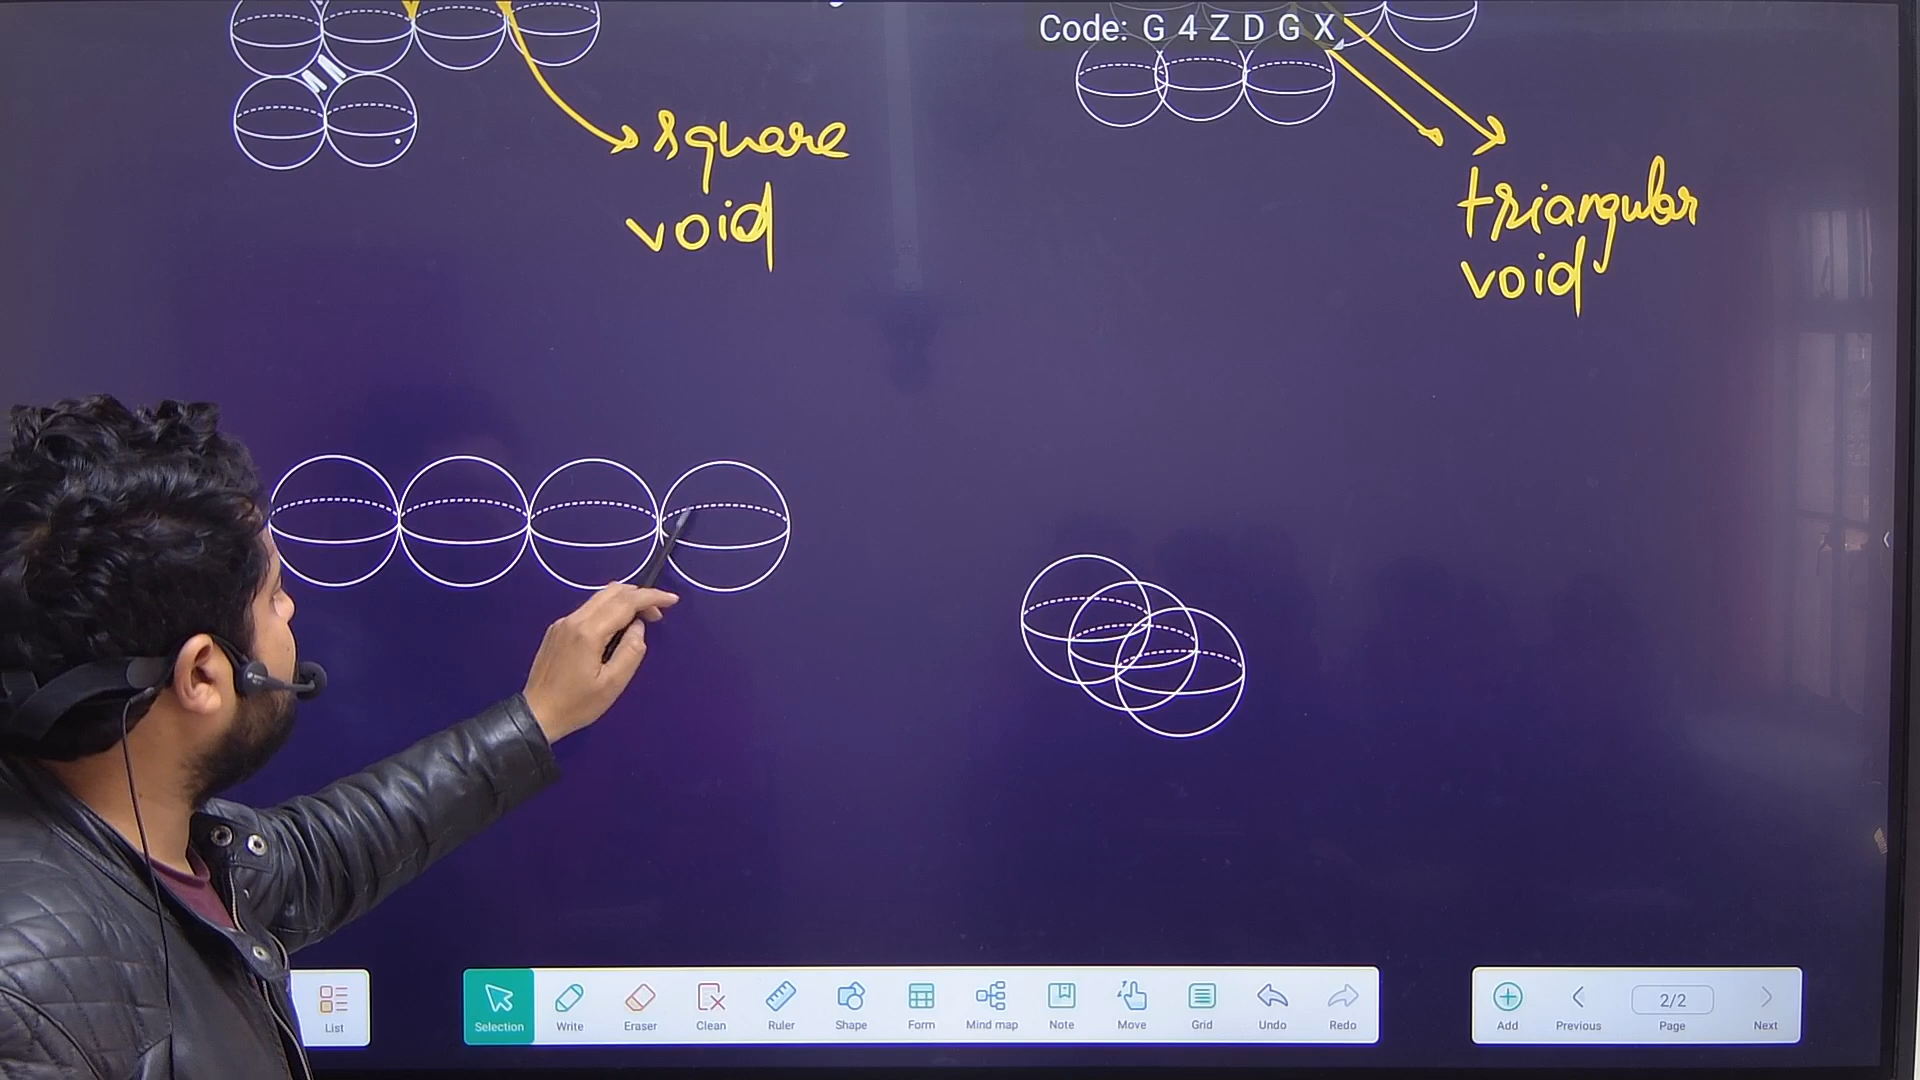 Code: G 4 Z D G X
square
void
triangular
void
List
Selection
Write
Eraser
Clean
Ruler
Shape
Form
Mind map
Note
Move
Grid
Undo
Redo
Add
Previous
2/2
Page
Next